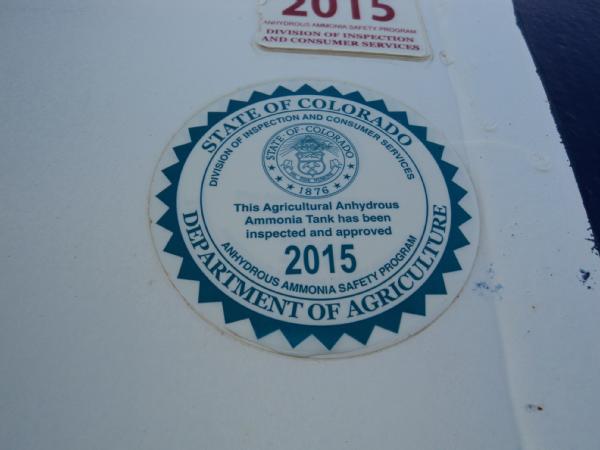 2015
ANHYDROUS AMMONIA SAFETY PROGRAM
DIVISION OF INSPECTION
AND CONSUMER SERVICES
STATE OF COLORADO
DIVISION OF INSPECTION AND CONSUMER SERVICES
STATE OF COLORADO
1876
This Agricultural Anhydrous
Ammonia Tank has been
inspected and approved
2015
ANHYDROUS AMMONIA SAFETY PROGRAM
DEPARTMENT OF AGRICULTURE